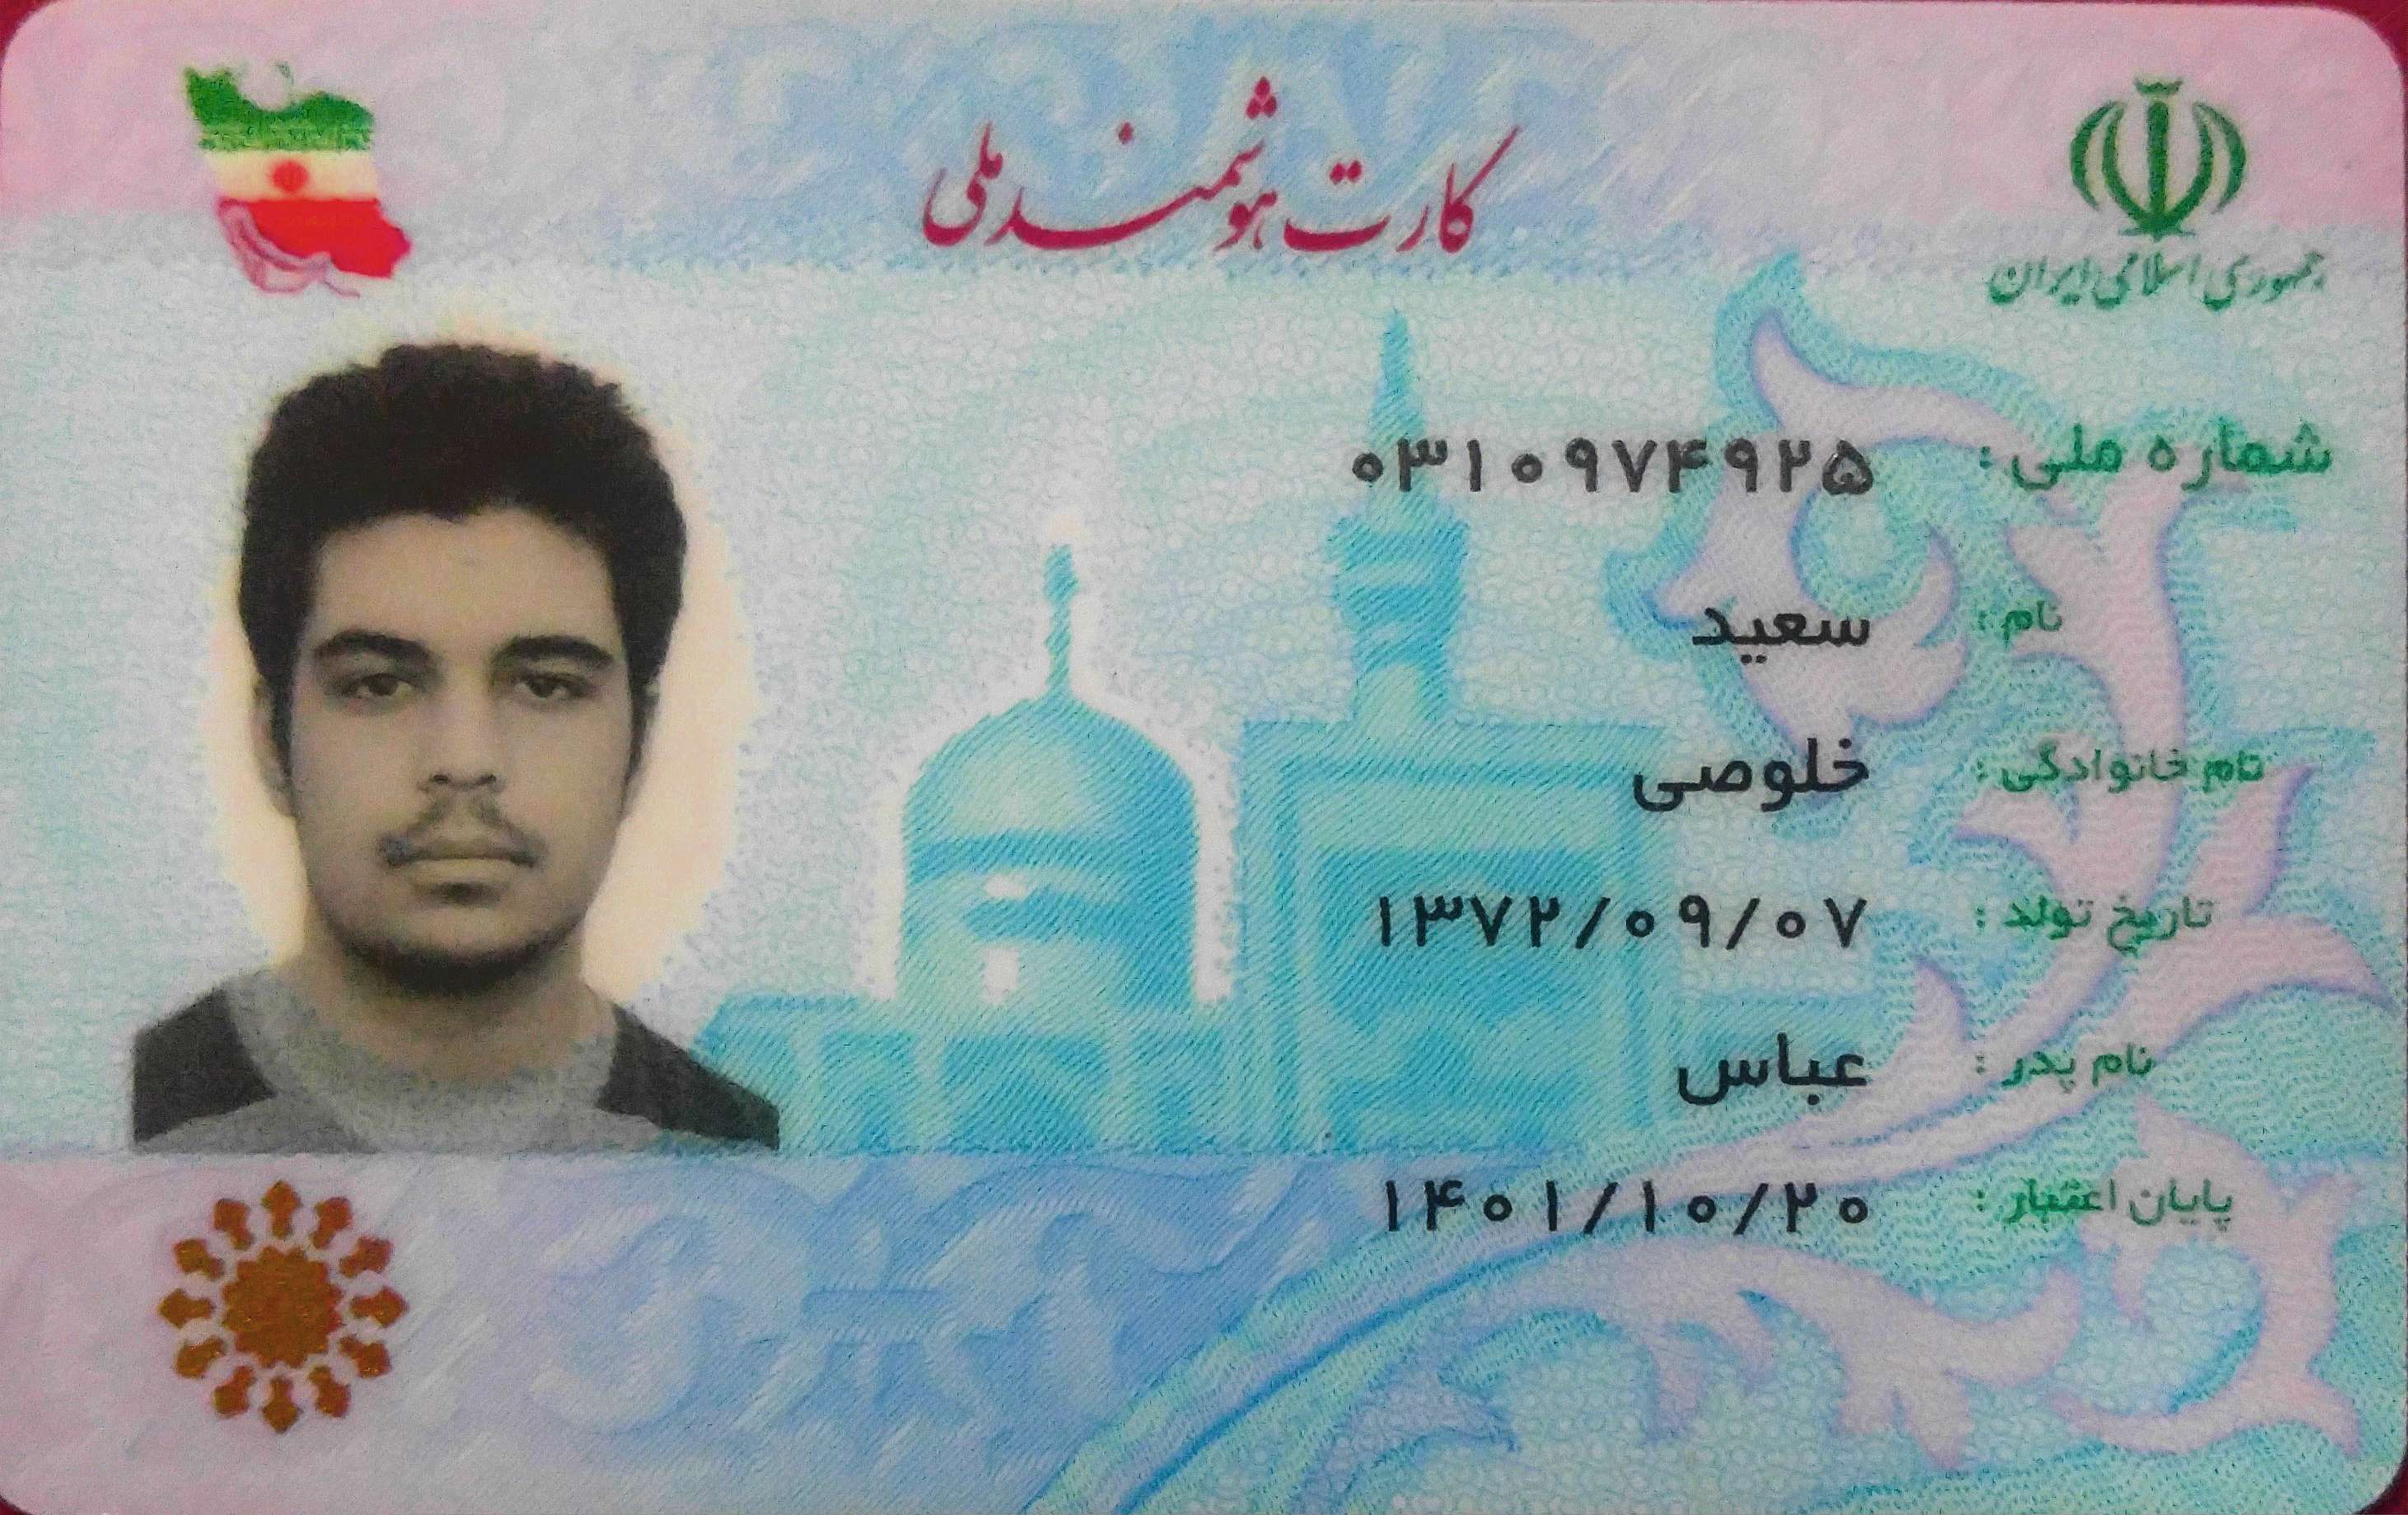 کارت هوشمند ملی
جمهوری اسلامی ایران
شماره ملی : ۰۳۱۰۹۷۴۹۲۵
نام : سعید
نام خانوادگی : خلوصی
تاریخ تولد : ۱۳۷۲/۰۹/۰۷
نام پدر : عباس
پایان اعتبار : ۱۴۰۱/۱۰/۲۰